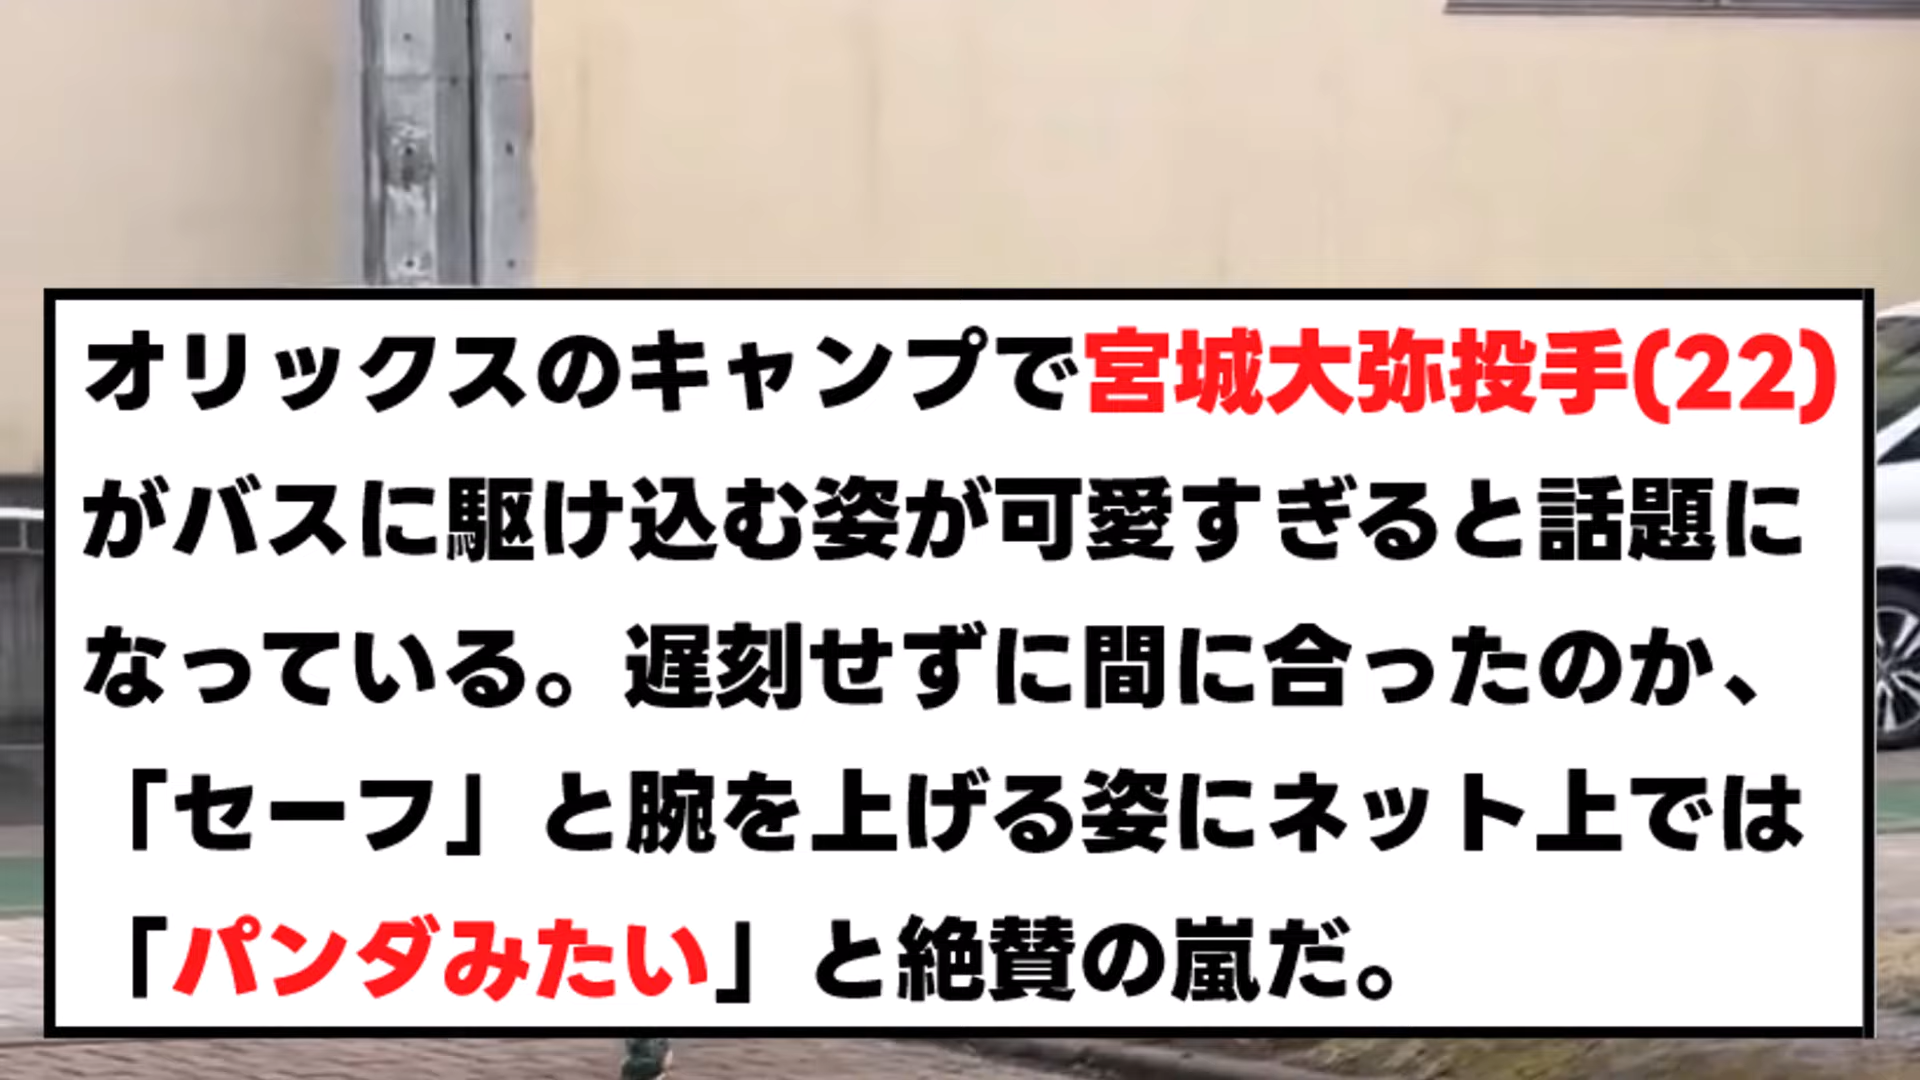 オリックスのキャンプで宮城大弥投手(22)
がバスに駆け込む姿が可愛すぎると話題に
なっている。遅刻せずに間に合ったのか、
「セーフ」と腕を上げる姿にネット上では
「パンダみたい」と絶賛の嵐だ。